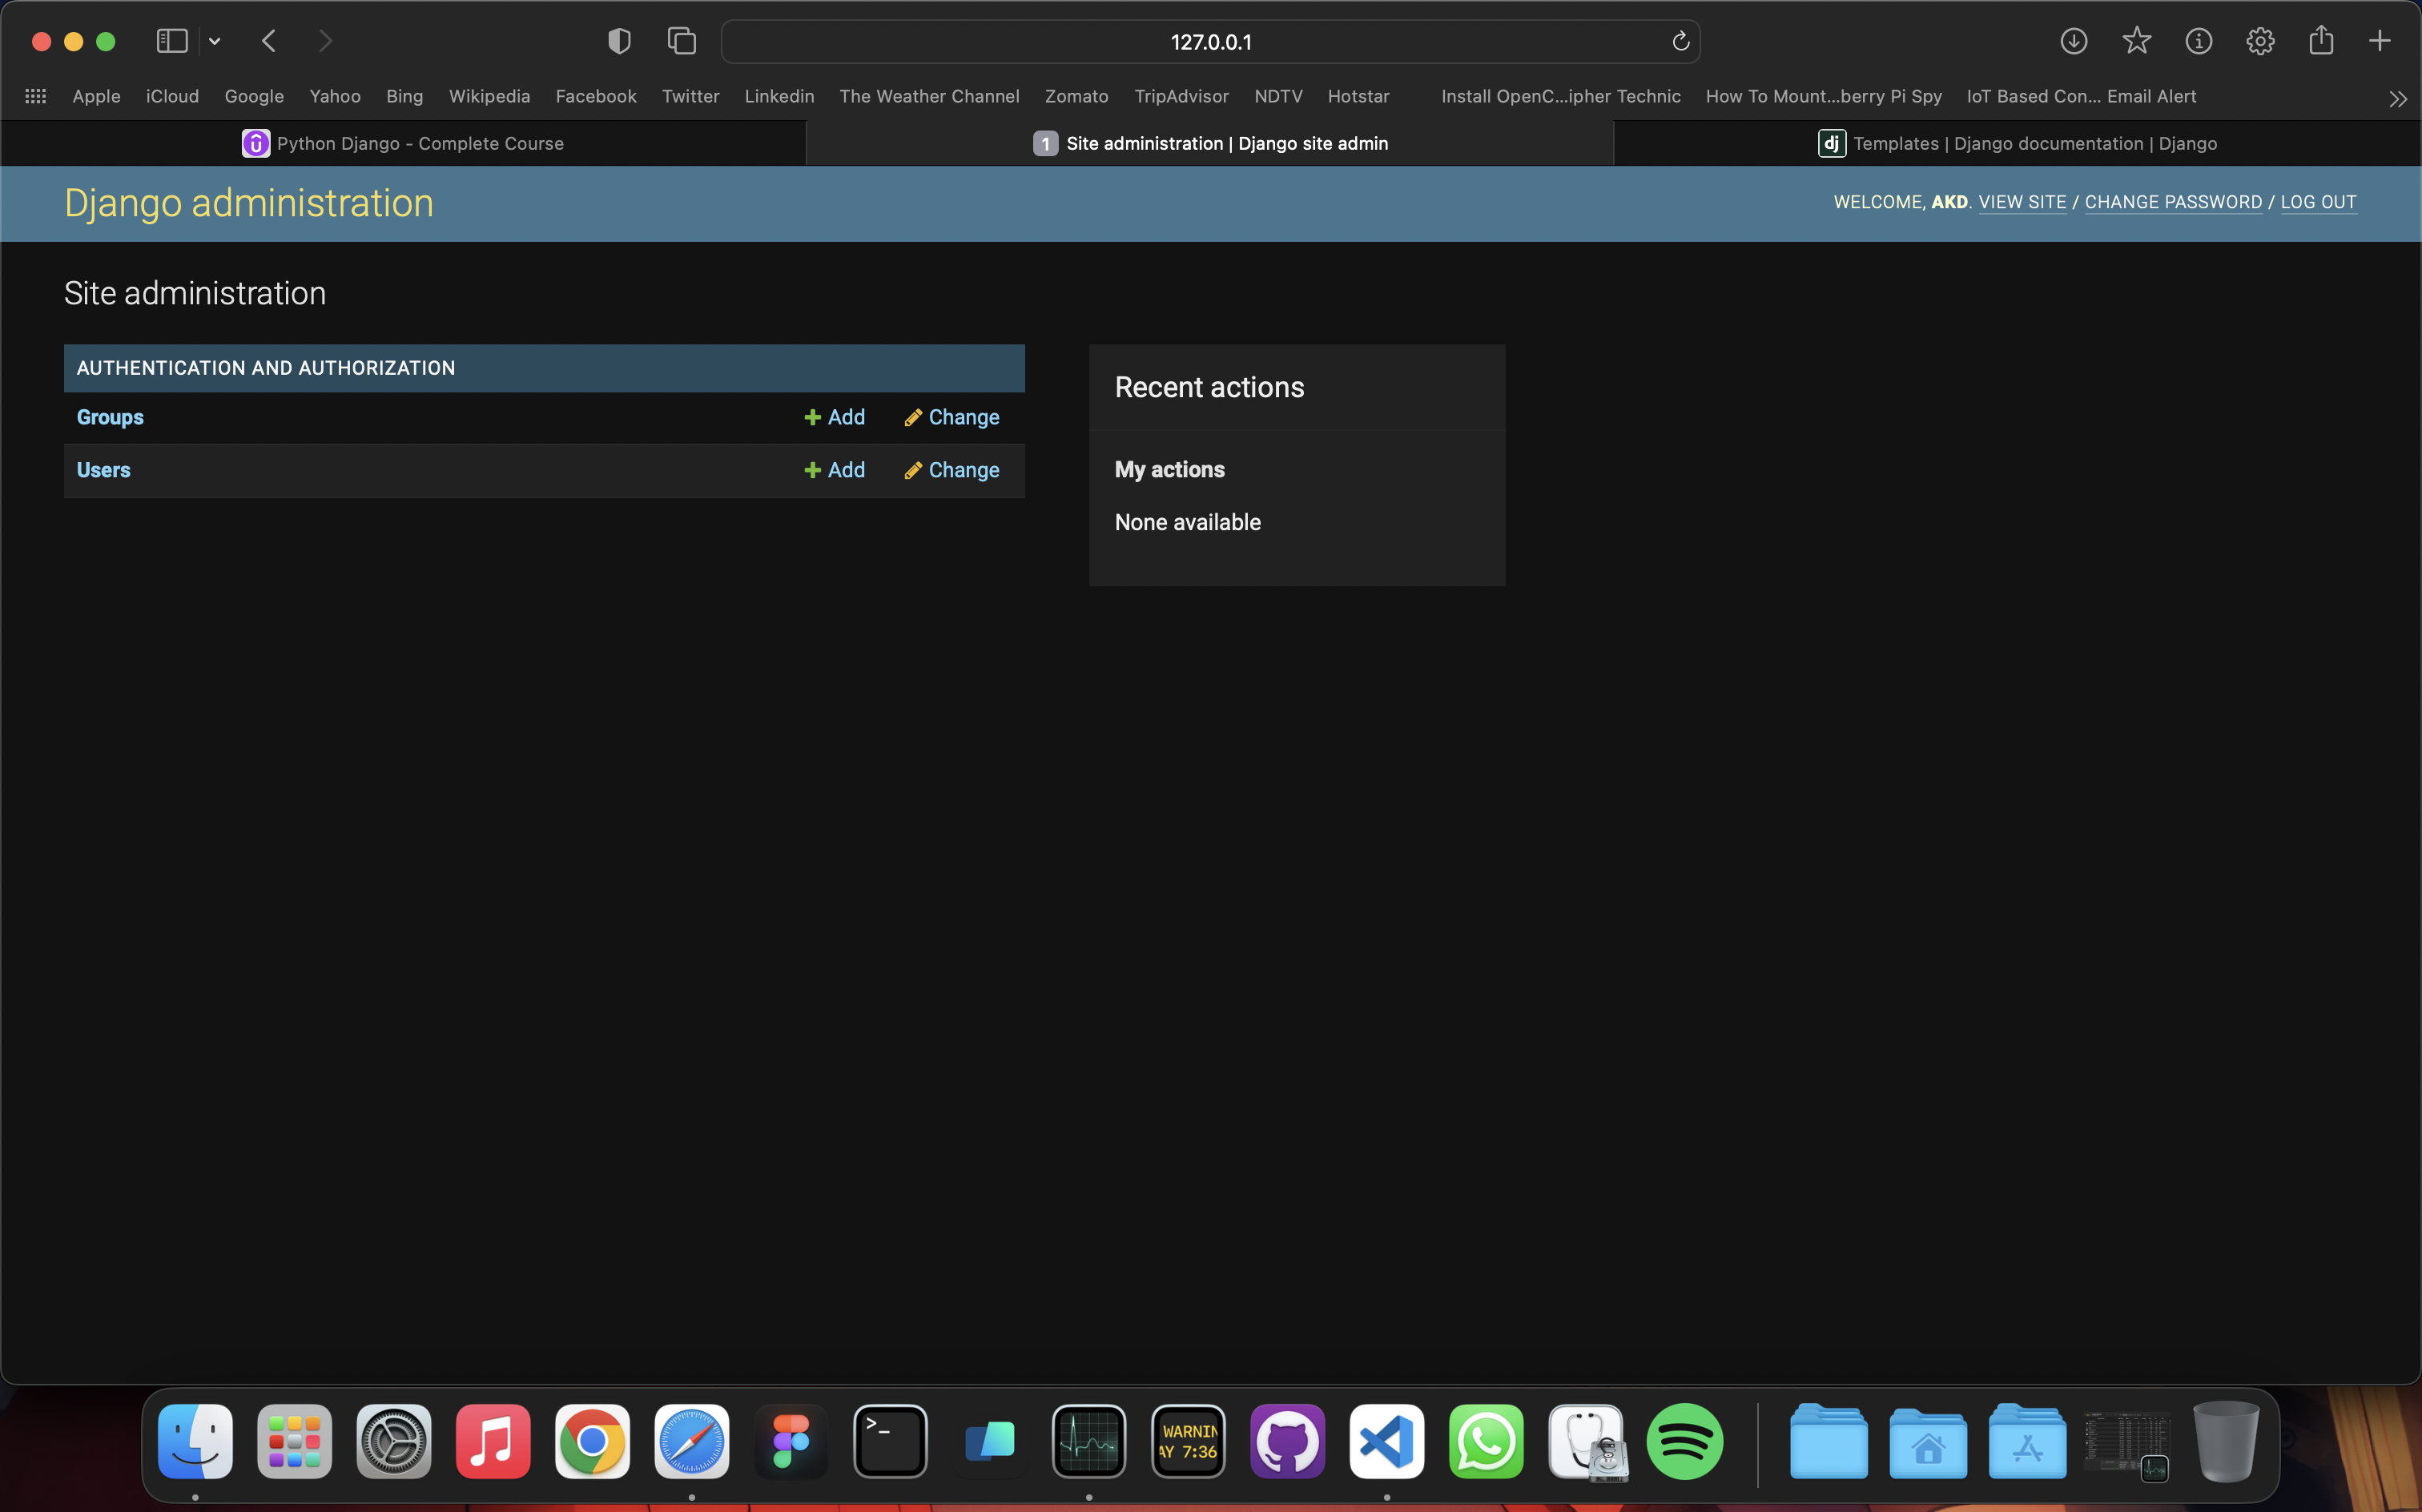 127.0.0.1
Apple iCloud Google Yahoo Bing Wikipedia Facebook Twitter Linkedin The Weather Channel Zomato TripAdvisor NDTV Hotstar Install OpenC...ipher Technic How To Mount...berry Pi Spy IoT Based Con... Email Alert
Python Django - Complete Course
1 Site administration | Django site admin
dj Templates | Django documentation | Django
Django administration
WELCOME, AKD. VIEW SITE / CHANGE PASSWORD / LOG OUT
Site administration
AUTHENTICATION AND AUTHORIZATION
Groups Add Change
Users Add Change
Recent actions
My actions
None available
>_
WARNIN
AY 7:36